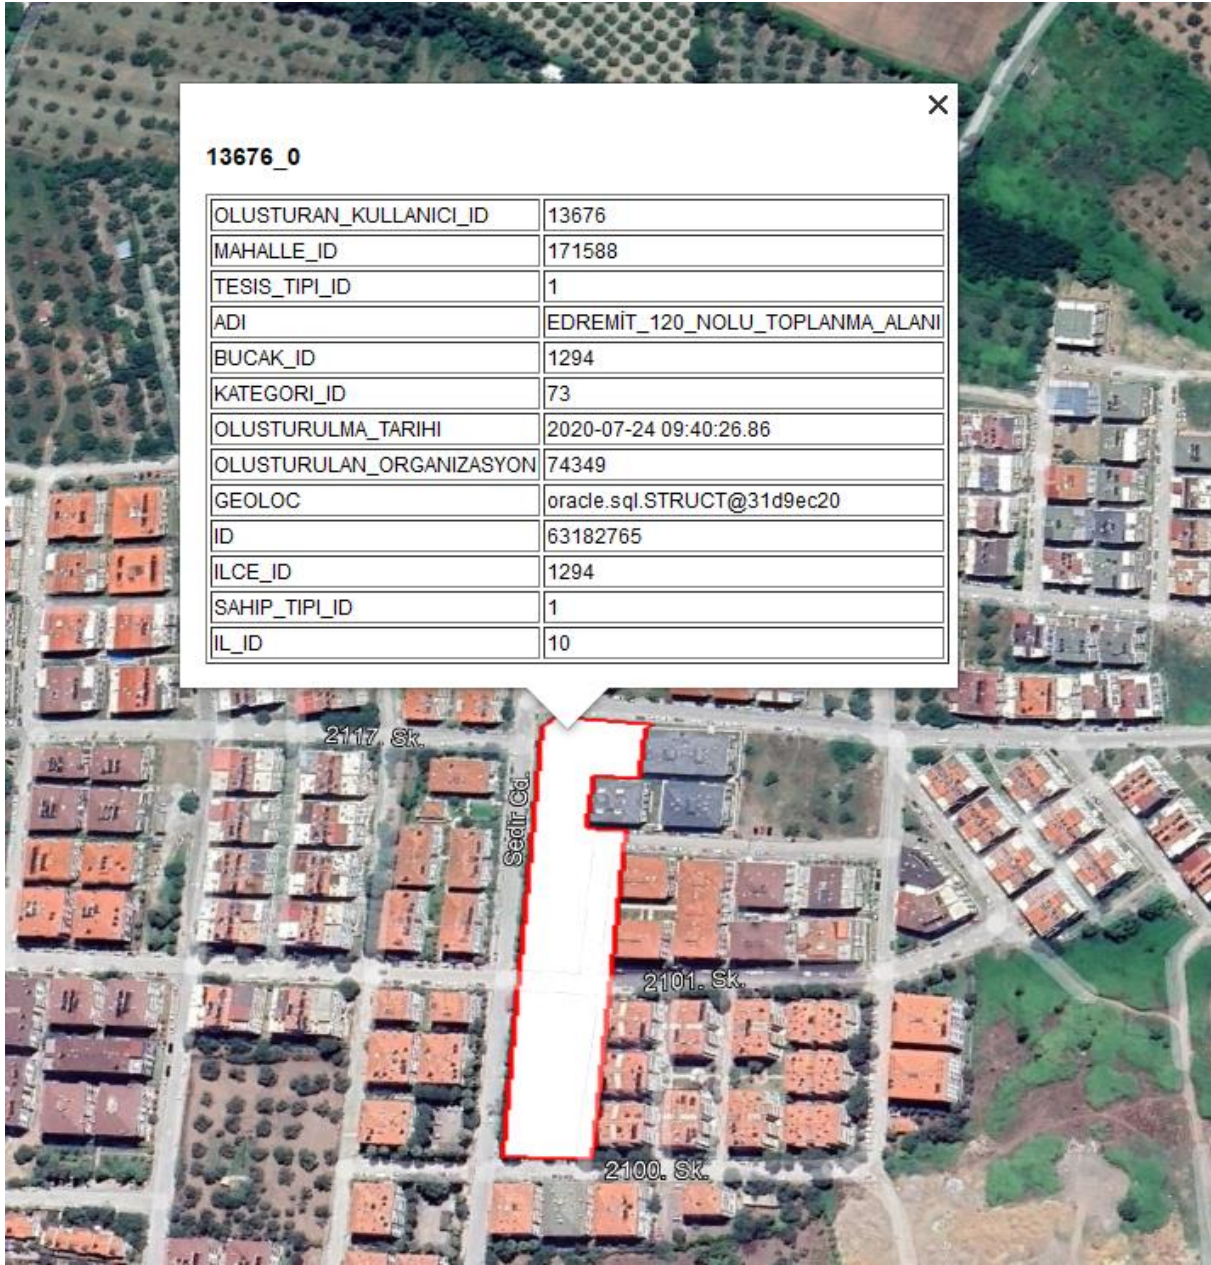 13676_0
OLUSTURAN_KULLANICI_ID 13676
MAHALLE_ID 171588
TESIS_TIPI_ID 1
ADI EDREMİT_120_NOLU_TOPLANMA_ALANI
BUCAK_ID 1294
KATEGORI_ID 73
OLUSTURULMA_TARIHI 2020-07-24 09:40:26.86
OLUSTURULAN_ORGANIZASYON 74349
GEOLOC oracle.sql.STRUCT@31d9ec20
ID 63182765
ILCE_ID 1294
SAHIP_TIPI_ID 1
IL_ID 10
2117. Sk.
Sedir Cd.
2101. Sk.
2100. Sk.